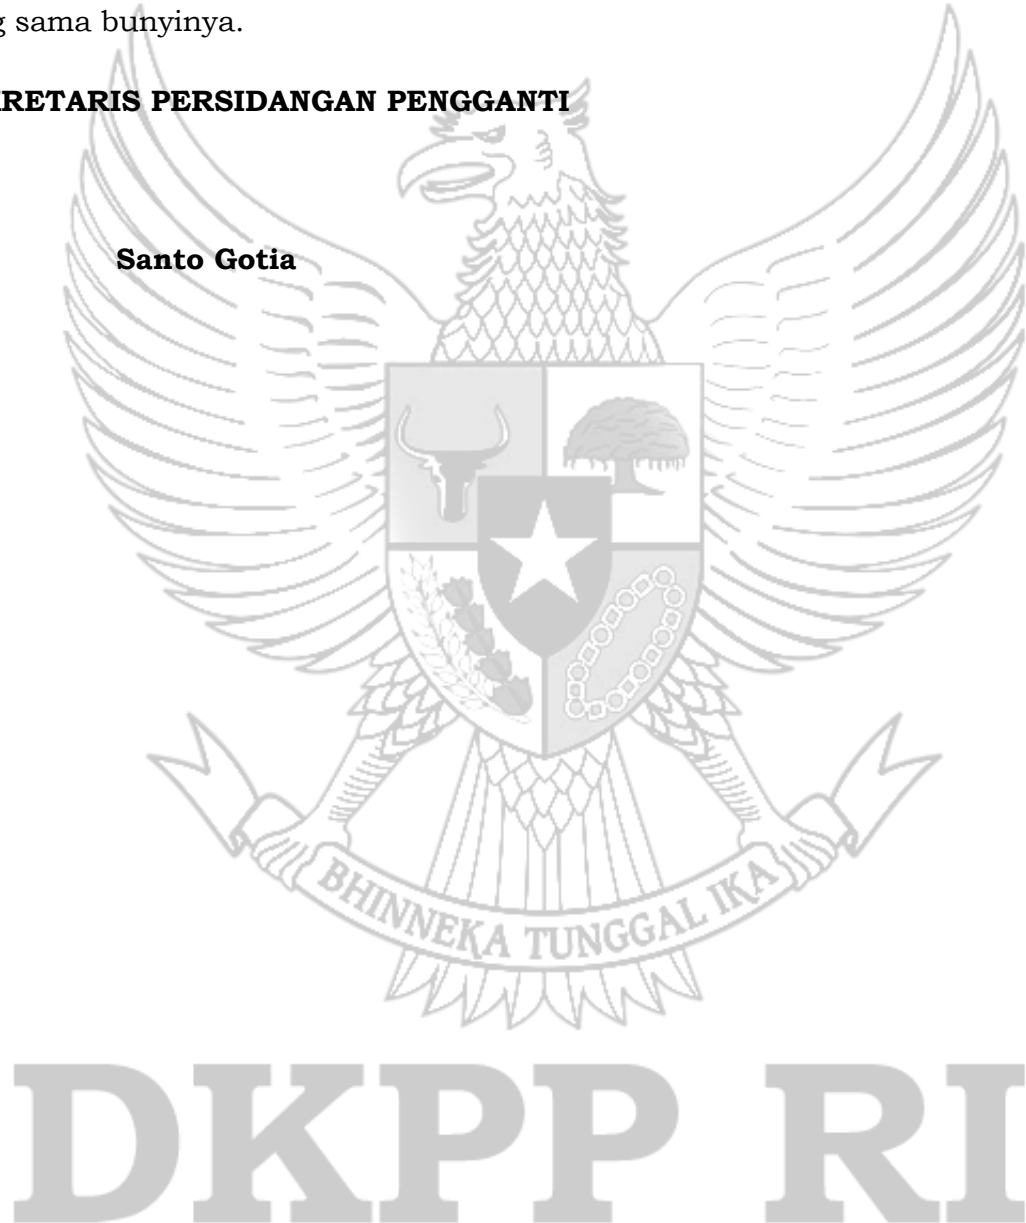 g sama bunyinya.
RETARIS PERSIDANGAN PENGGANTI
Santo Gotia
BHINNEKA TUNGGAL IKA
DKPP RI